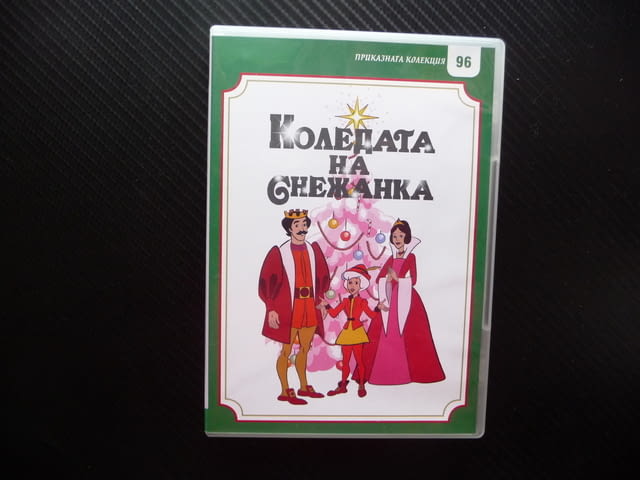 ПРИКАЗНАТА КОЛЕКЦИЯ 96
КОЛЕДАТА
НА
СНЕЖАНКА